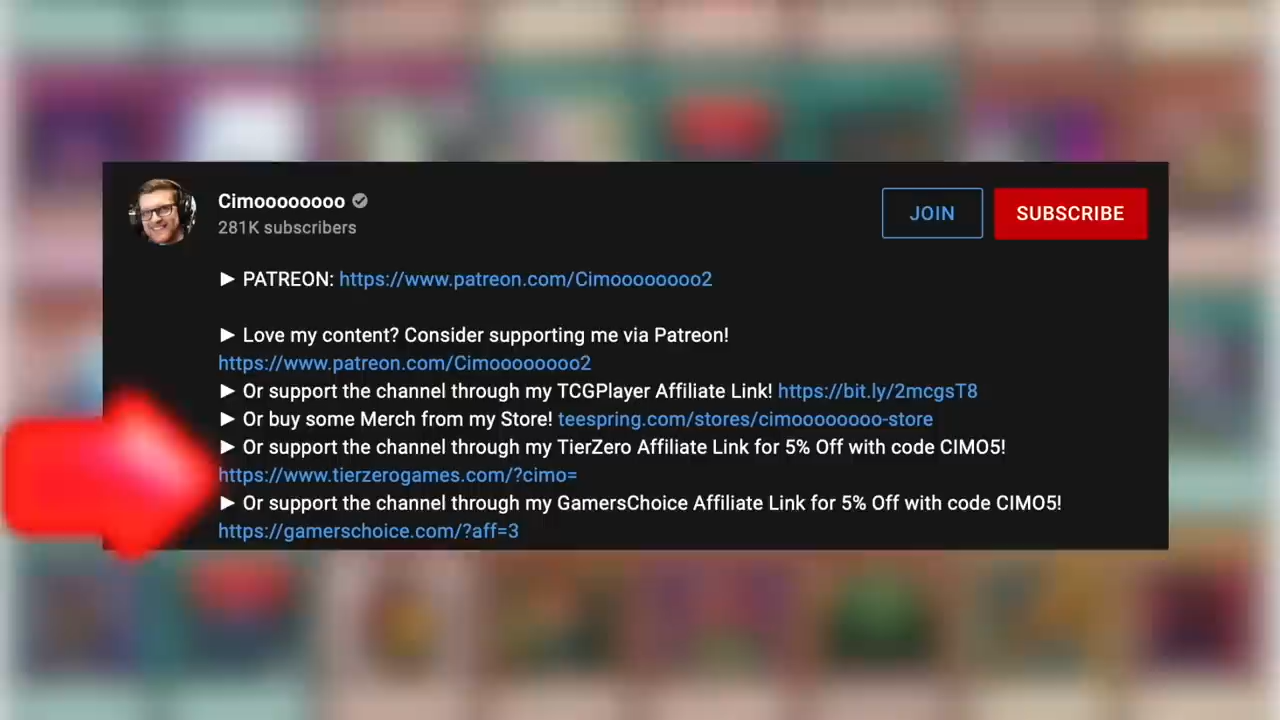 Cimoooooooo
281K subscribers
JOIN
SUBSCRIBE
► PATREON: https://www.patreon.com/Cimoooooooo2
► Love my content? Consider supporting me via Patreon!
https://www.patreon.com/Cimoooooooo2
► Or support the channel through my TCGPlayer Affiliate Link! https://bit.ly/2mcgsT8
► Or buy some Merch from my Store! teespring.com/stores/cimoooooooo-store
► Or support the channel through my TierZero Affiliate Link for 5% Off with code CIMO5!
https://www.tierzerogames.com/?cimo=
► Or support the channel through my GamersChoice Affiliate Link for 5% Off with code CIMO5!
https://gamerschoice.com/?aff=3